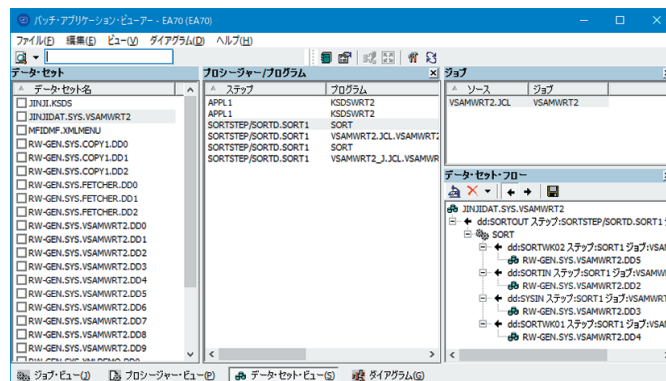 バッチ・アプリケーション・ビューアー - EA70 (EA70)
ファイル(F) 編集(E) ビュー(V) ダイアグラム(D) ヘルプ(H)
データ・セット
データ・セット名
JINJI.KSDS
JINJIDAT.SYS.VSAMWRT2
MFIDMF.XMLMENU
RW-GEN.SYS.COPY1.DD0
RW-GEN.SYS.COPY1.DD1
RW-GEN.SYS.COPY1.DD2
RW-GEN.SYS.FETCHER.DD0
RW-GEN.SYS.FETCHER.DD1
RW-GEN.SYS.FETCHER.DD2
RW-GEN.SYS.VSAMWRT2.DD0
RW-GEN.SYS.VSAMWRT2.DD1
RW-GEN.SYS.VSAMWRT2.DD2
RW-GEN.SYS.VSAMWRT2.DD3
RW-GEN.SYS.VSAMWRT2.DD4
RW-GEN.SYS.VSAMWRT2.DD5
RW-GEN.SYS.VSAMWRT2.DD6
RW-GEN.SYS.VSAMWRT2.DD7
RW-GEN.SYS.VSAMWRT2.DD8
RW-GEN.SYS.VSAMWRT2.DD9
プロシージャー/プログラム
ステップ プログラム
APPL1 KSDSWRT2
APPL1 KSDSWRT2
SORTSTEP/SORTD.SORT1 SORT
SORTSTEP/SORTD.SORT1 VSAMWRT2.JCL.VSAMWRT2
SORTSTEP/SORTD.SORT1 SORT
SORTSTEP/SORTD.SORT1 VSAMWRT2_J.JCL.VSAMWR
ジョブ
ソース ジョブ
VSAMWRT2.JCL VSAMWRT2
データ・セット・フロー
JINJIDAT.SYS.VSAMWRT2
dd:SORTOUT ステップ:SORTSTEP/SORTD.SORT1
SORT
dd:SORTWK02 ステップ:SORT1 ジョブ:VSAM
RW-GEN.SYS.VSAMWRT2.DD5
dd:SORTIN ステップ:SORT1 ジョブ:VSAMW
RW-GEN.SYS.VSAMWRT2.DD2
dd:SYSIN ステップ:SORT1 ジョブ:VSAMWR
RW-GEN.SYS.VSAMWRT2.DD3
dd:SORTWK01 ステップ:SORT1 ジョブ:VSAM
RW-GEN.SYS.VSAMWRT2.DD4
ジョブ・ビュー(J) プロシージャー・ビュー(P) データ・セット・ビュー(S) ダイアグラム(G)